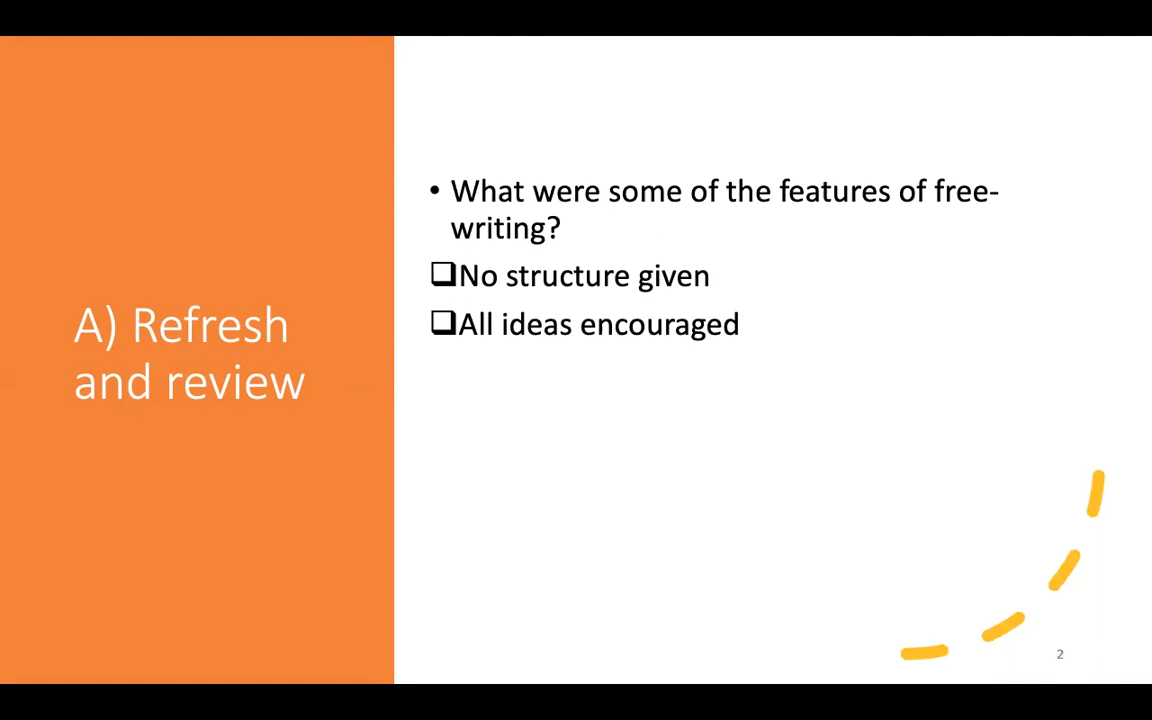 A) Refresh
and review
• What were some of the features of free-
writing?
❑No structure given
❑All ideas encouraged
2